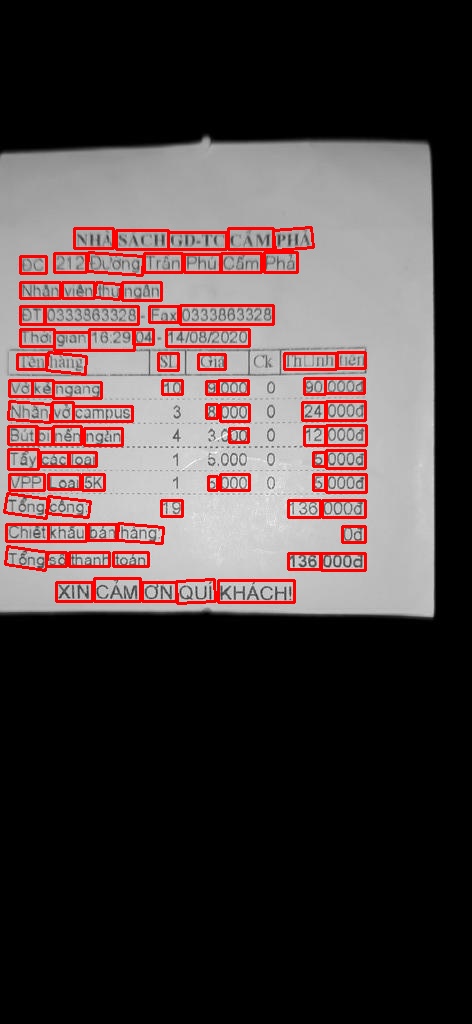 NHÀ SÁCH GD-TC CẨM PHẢ
ĐC 212 Đường Trần Phú Cẩm Phả
Nhân viên thu ngân
ĐT 0333863328 - Fax 0333863328
Thời gian 16:29:04 - 14/08/2020
Tên hàng SL Giá Ck Thành tiền
Vở kẻ ngang 10 9.000 0 90.000đ
Nhãn vở campus 3 8.000 0 24.000đ
Bút bi nến ngàn 4 3.000 0 12.000đ
Tẩy các loại 1 5.000 0 5.000đ
VPP Loại 5K 1 5.000 0 5.000đ
Tổng cộng 19 136.000đ
Chiết khấu bán hàng 0đ
Tổng số thanh toán 136.000đ
XIN CẢM ƠN QUÍ KHÁCH!